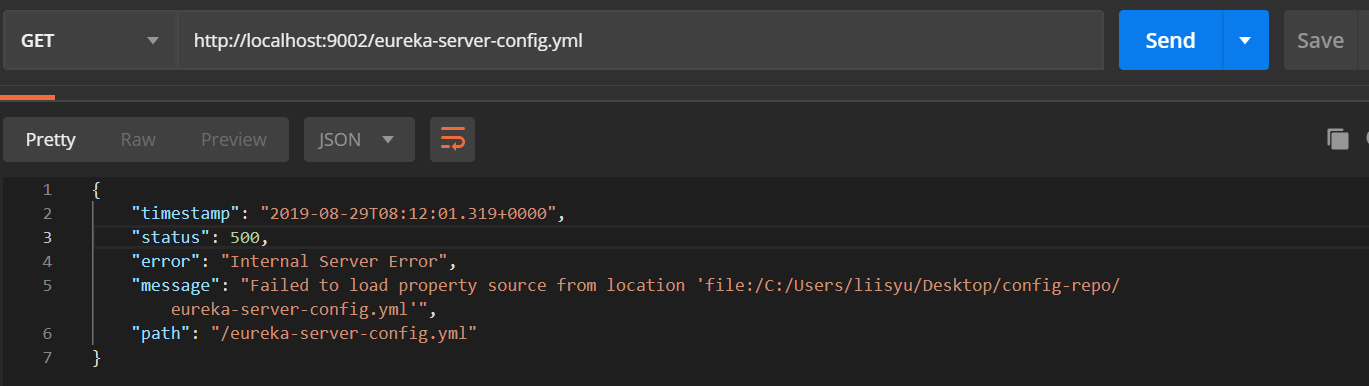 GET http://localhost:9002/eureka-server-config.yml Send Save
Pretty Raw Preview JSON
1 {
2 "timestamp": "2019-08-29T08:12:01.319+0000",
3 "status": 500,
4 "error": "Internal Server Error",
5 "message": "Failed to load property source from location 'file:/C:/Users/liisyu/Desktop/config-repo/
eureka-server-config.yml'",
6 "path": "/eureka-server-config.yml"
7 }